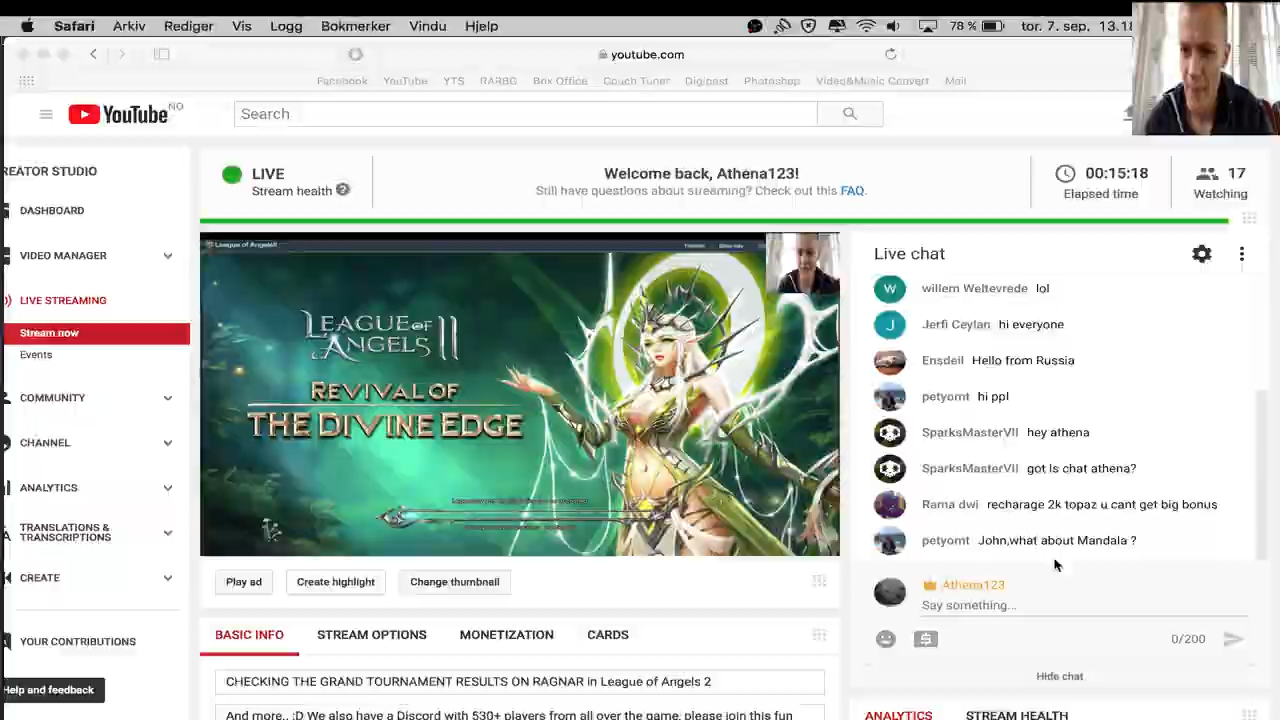 Safari Arkiv Rediger Vis Logg Bokmerker Vindu Hjelp 78 % tor. 7. sep. 13.18
youtube.com
Facebook YouTube YTS RARBG Box Office Couch Tuner Digipost Photoshop Video&Music Convert Mail
YouTube NO
Search
REATOR STUDIO
DASHBOARD
VIDEO MANAGER
LIVE STREAMING
Stream now
Events
COMMUNITY
CHANNEL
ANALYTICS
TRANSLATIONS &
TRANSCRIPTIONS
CREATE
YOUR CONTRIBUTIONS
Help and feedback
LIVE
Stream health ?
Welcome back, Athena123!
Still have questions about streaming? Check out this FAQ.
00:15:18
Elapsed time
17
Watching
League of Angels II
LEAGUE OF
ANGELS II
REVIVAL OF
THE DIVINE EDGE
Play ad Create highlight Change thumbnail
BASIC INFO STREAM OPTIONS MONETIZATION CARDS
CHECKING THE GRAND TOURNAMENT RESULTS ON RAGNAR in League of Angels 2
And more.. :D We also have a Discord with 530+ players from all over the game, please join this fun
Live chat
W willem Weltevrede lol
J Jerfi Ceylan hi everyone
Ensdeil Hello from Russia
petyomt hi ppl
SparksMasterVII hey athena
SparksMasterVII got ls chat athena?
Rama dwi recharage 2k topaz u cant get big bonus
petyomt John,what about Mandala ?
Athena123
Say something...
0/200
Hide chat
ANALYTICS STREAM HEALTH